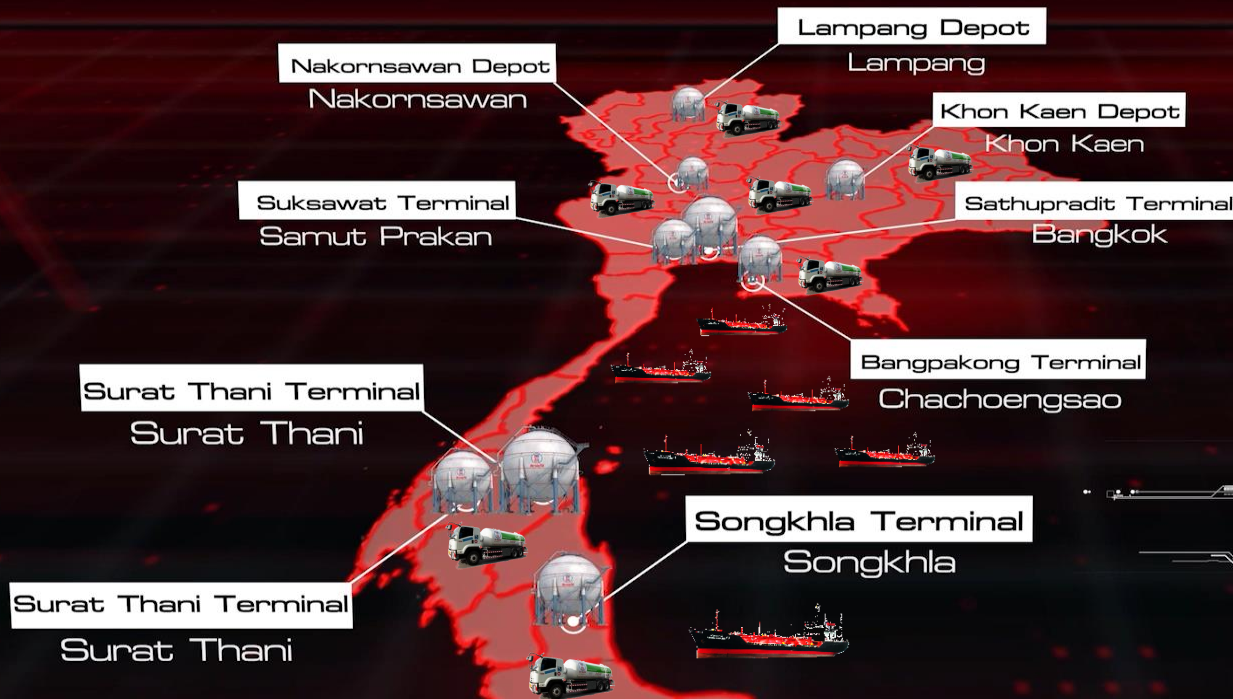 Lampang Depot
Lampang
Nakornsawan Depot
Nakornsawan
Khon Kaen Depot
Khon Kaen
Suksawat Terminal
Samut Prakan
Sathupradit Terminal
Bangkok
Bangpakong Terminal
Chachoengsao
Surat Thani Terminal
Surat Thani
Songkhla Terminal
Songkhla
Surat Thani Terminal
Surat Thani